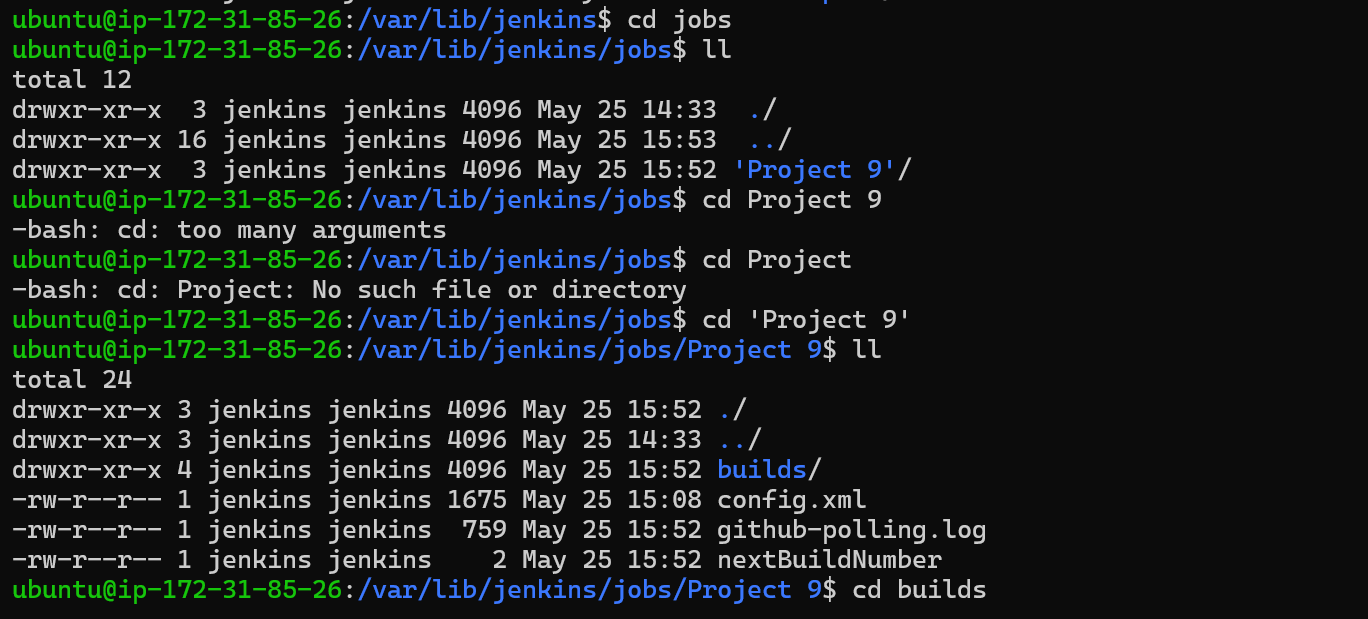 ubuntu@ip-172-31-85-26:/var/lib/jenkins$ cd jobs
ubuntu@ip-172-31-85-26:/var/lib/jenkins/jobs$ ll
total 12
drwxr-xr-x  3 jenkins jenkins 4096 May 25 14:33  ./
drwxr-xr-x 16 jenkins jenkins 4096 May 25 15:53  ../
drwxr-xr-x  3 jenkins jenkins 4096 May 25 15:52 'Project 9'/
ubuntu@ip-172-31-85-26:/var/lib/jenkins/jobs$ cd Project 9
-bash: cd: too many arguments
ubuntu@ip-172-31-85-26:/var/lib/jenkins/jobs$ cd Project
-bash: cd: Project: No such file or directory
ubuntu@ip-172-31-85-26:/var/lib/jenkins/jobs$ cd 'Project 9'
ubuntu@ip-172-31-85-26:/var/lib/jenkins/jobs/Project 9$ ll
total 24
drwxr-xr-x 3 jenkins jenkins 4096 May 25 15:52 ./
drwxr-xr-x 3 jenkins jenkins 4096 May 25 14:33 ../
drwxr-xr-x 4 jenkins jenkins 4096 May 25 15:52 builds/
-rw-r--r-- 1 jenkins jenkins 1675 May 25 15:08 config.xml
-rw-r--r-- 1 jenkins jenkins  759 May 25 15:52 github-polling.log
-rw-r--r-- 1 jenkins jenkins    2 May 25 15:52 nextBuildNumber
ubuntu@ip-172-31-85-26:/var/lib/jenkins/jobs/Project 9$ cd builds